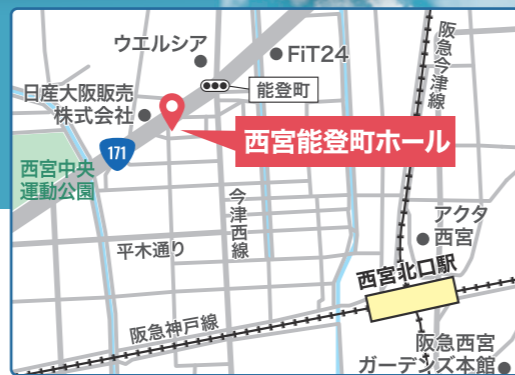 ウエルシア
FiT24
能登町
日産大阪販売
株式会社
西宮能登町ホール
171
西宮中央
運動公園
阪急今津線
今津西線
平木通り
アクタ
西宮
西宮北口駅
阪急神戸線
阪急西宮
ガーデンズ本館